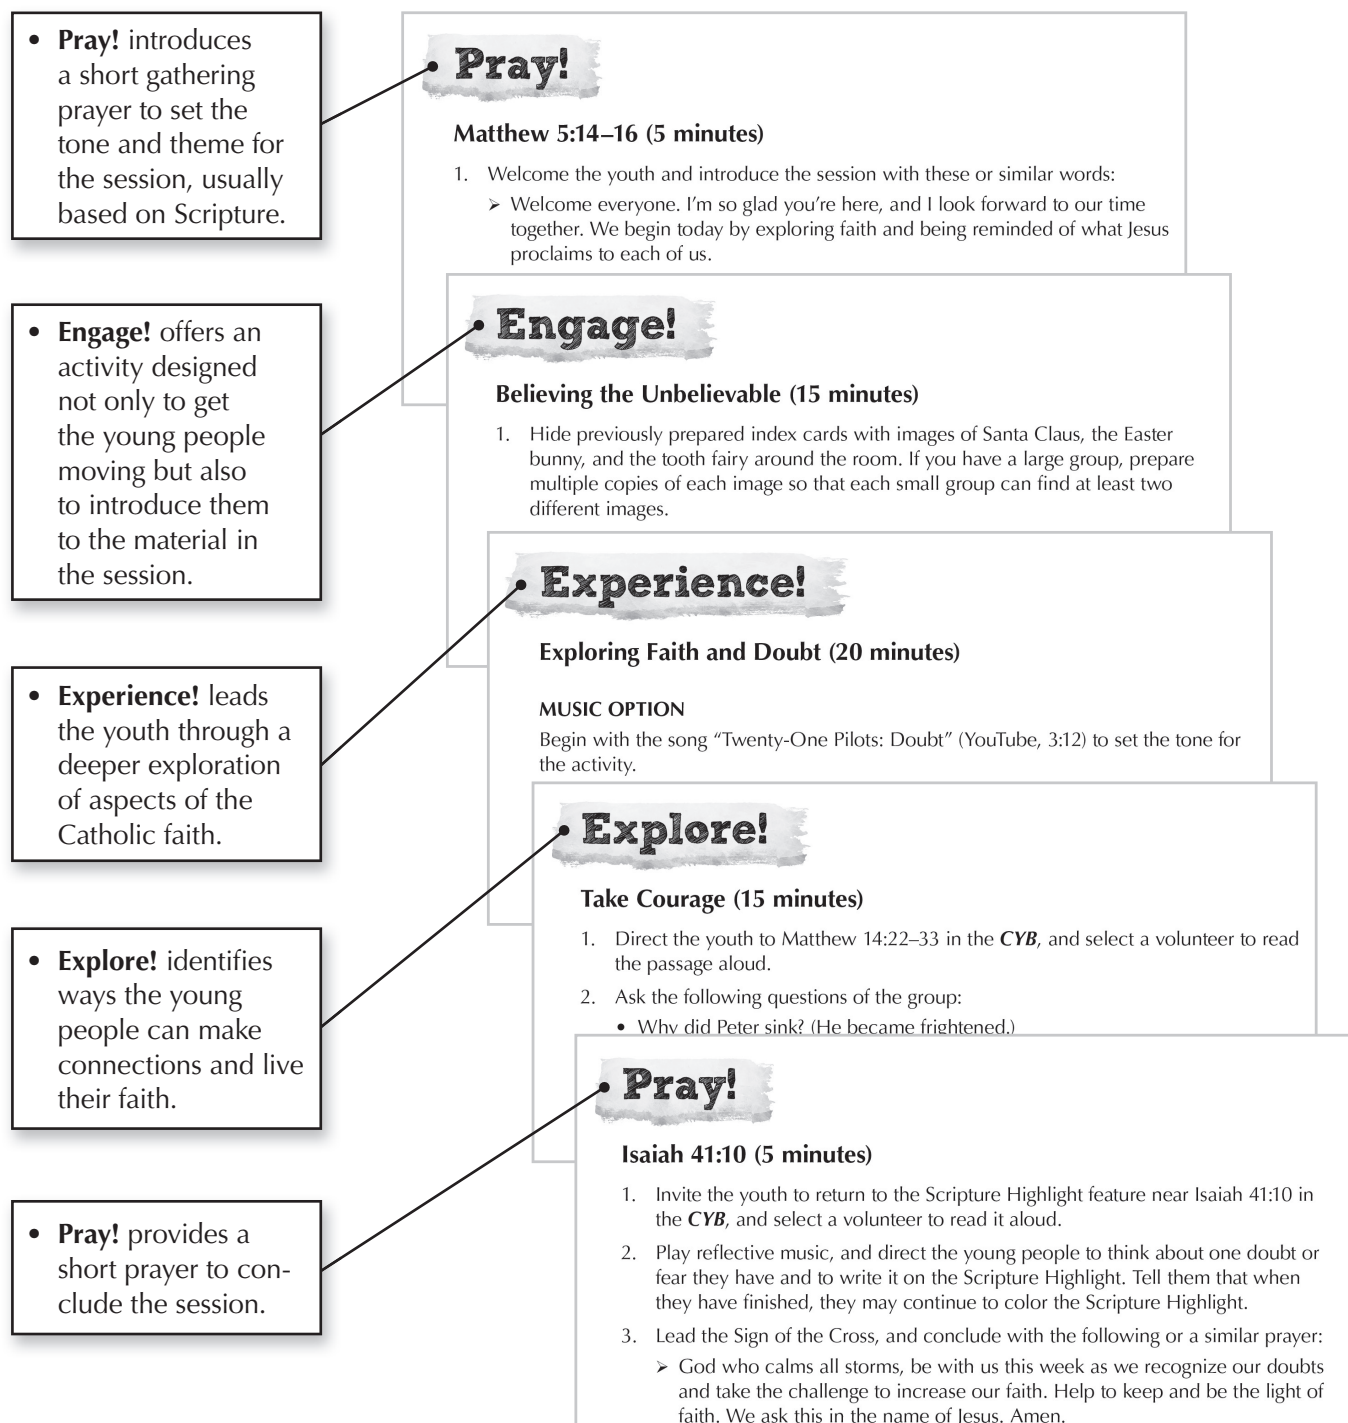 • Pray! introduces
a short gathering
prayer to set the
tone and theme for
the session, usually
based on Scripture.
• Engage! offers an
activity designed
not only to get
the young people
moving but also
to introduce them
to the material in
the session.
• Experience! leads
the youth through a
deeper exploration
of aspects of the
Catholic faith.
• Explore! identifies
ways the young
people can make
connections and live
their faith.
• Pray! provides a
short prayer to con-
clude the session.
Pray!
Matthew 5:14–16 (5 minutes)
1. Welcome the youth and introduce the session with these or similar words:
➢ Welcome everyone. I'm so glad you're here, and I look forward to our time
together. We begin today by exploring faith and being reminded of what Jesus
proclaims to each of us.
Engage!
Believing the Unbelievable (15 minutes)
1. Hide previously prepared index cards with images of Santa Claus, the Easter
bunny, and the tooth fairy around the room. If you have a large group, prepare
multiple copies of each image so that each small group can find at least two
different images.
Experience!
Exploring Faith and Doubt (20 minutes)
MUSIC OPTION
Begin with the song “Twenty-One Pilots: Doubt” (YouTube, 3:12) to set the tone for
the activity.
Explore!
Take Courage (15 minutes)
1. Direct the youth to Matthew 14:22–33 in the CYB, and select a volunteer to read
the passage aloud.
2. Ask the following questions of the group:
• Why did Peter sink? (He became frightened.)
Pray!
Isaiah 41:10 (5 minutes)
1. Invite the youth to return to the Scripture Highlight feature near Isaiah 41:10 in
the CYB, and select a volunteer to read it aloud.
2. Play reflective music, and direct the young people to think about one doubt or
fear they have and to write it on the Scripture Highlight. Tell them that when
they have finished, they may continue to color the Scripture Highlight.
3. Lead the Sign of the Cross, and conclude with the following or a similar prayer:
➢ God who calms all storms, be with us this week as we recognize our doubts
and take the challenge to increase our faith. Help to keep and be the light of
faith. We ask this in the name of Jesus. Amen.